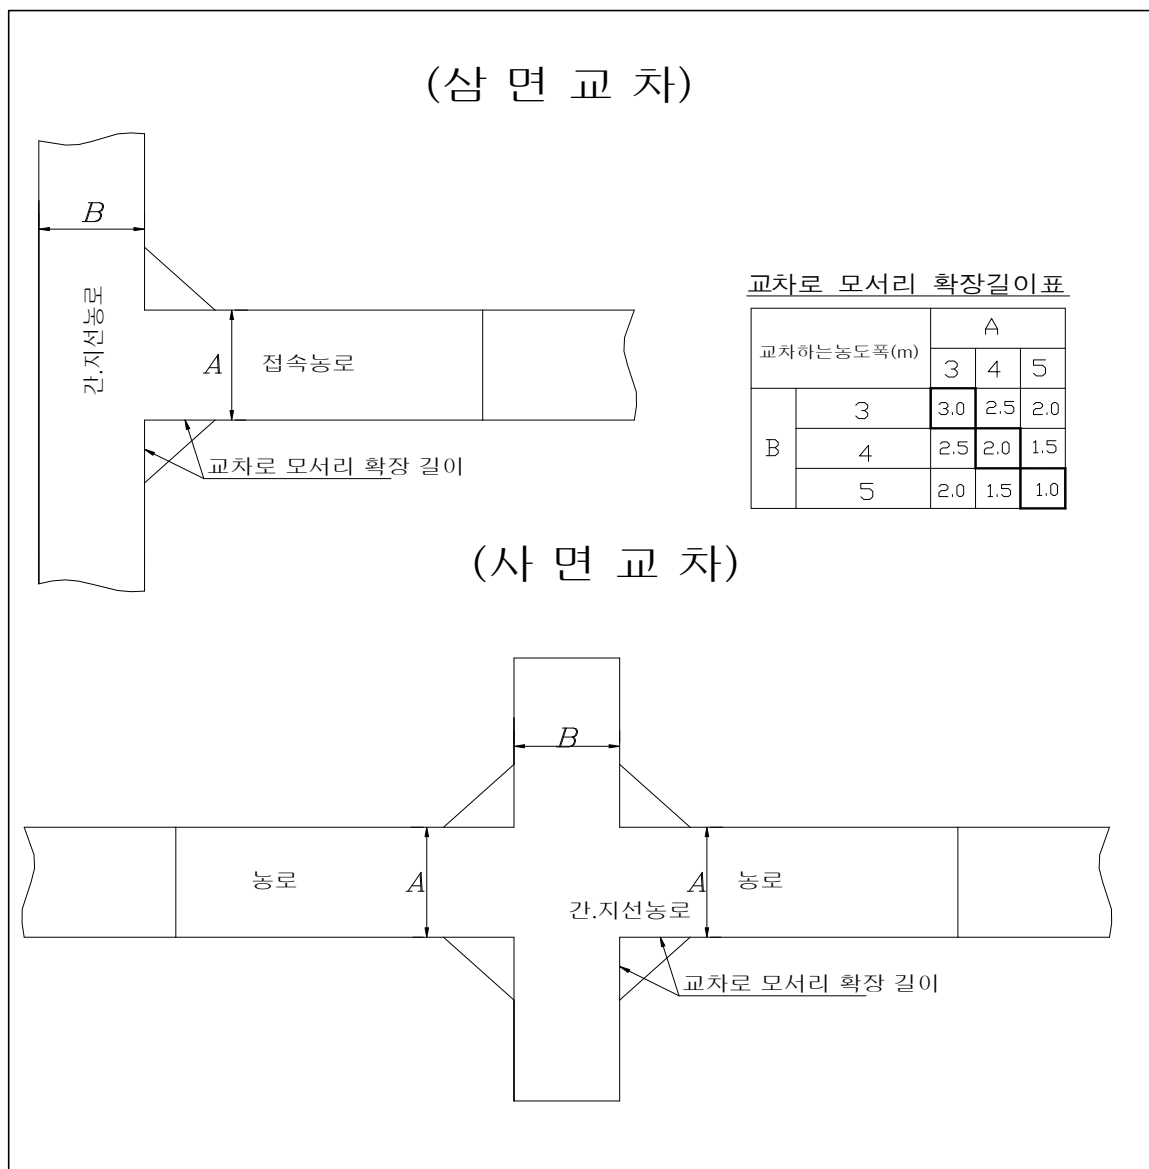 (삼 면 교 차)
B
간.지선농로
A
접속농로
교차로 모서리 확장 길이
교차로 모서리 확장길이표
교차하는농도폭(m)
A
3 4 5
B
3 3.0 2.5 2.0
4 2.5 2.0 1.5
5 2.0 1.5 1.0
(사 면 교 차)
B
농로
A
A
농로
간.지선농로
교차로 모서리 확장 길이